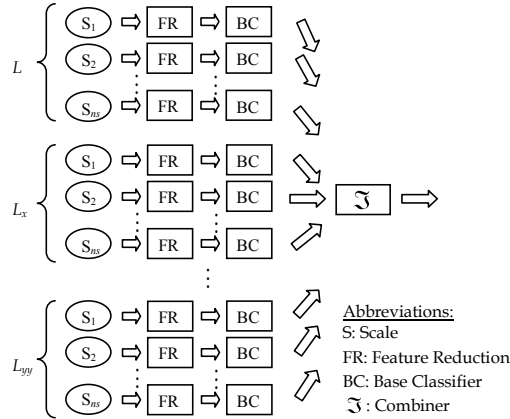 S1 FR BC
L S2 FR BC
Sns FR BC
S1 FR BC
Lx S2 FR BC ℑ
Sns FR BC
S1 FR BC
Lyy S2 FR BC
Sns FR BC
Abbreviations:
S: Scale
FR: Feature Reduction
BC: Base Classifier
ℑ: Combiner